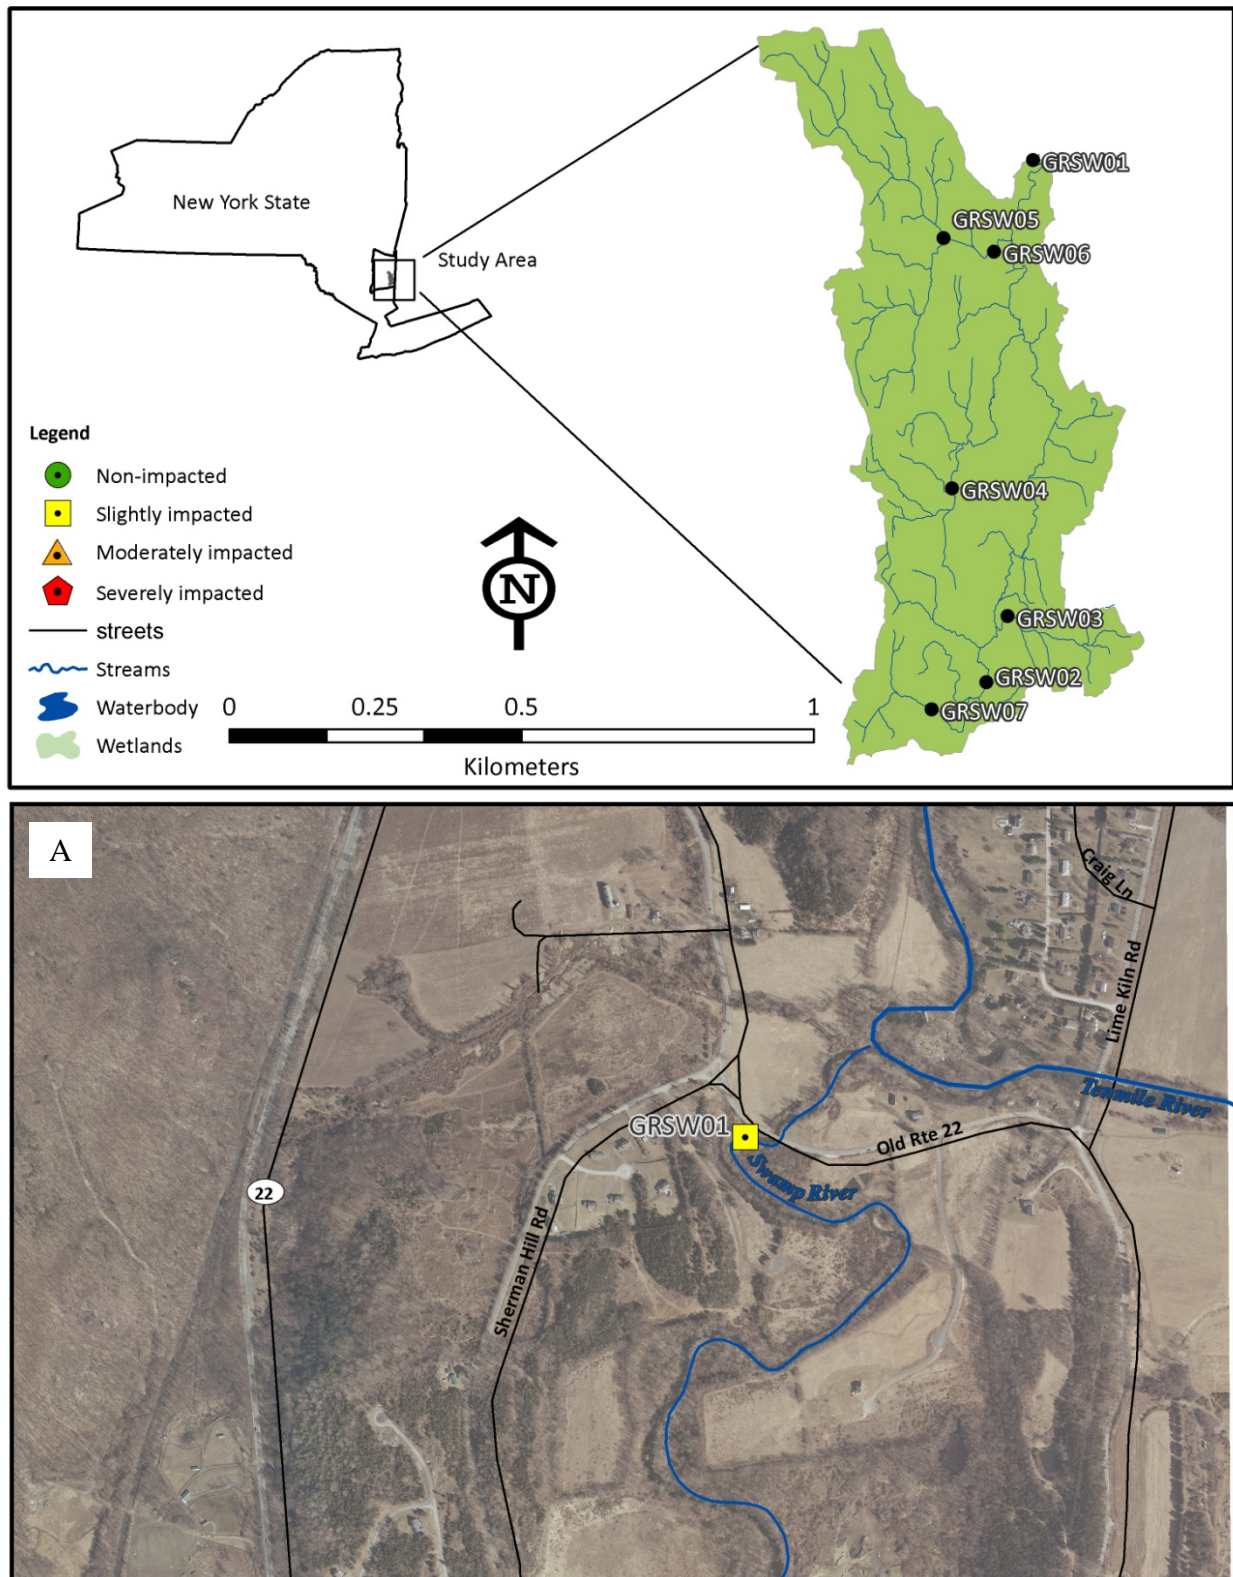 New York State
Study Area
GRSW01
GRSW05
GRSW06
GRSW04
GRSW03
GRSW02
GRSW07
Legend
Non-impacted
Slightly impacted
Moderately impacted
Severely impacted
streets
Streams
Waterbody
Wetlands
N
0 0.25 0.5 1
Kilometers
A
Craig Ln
Lime Kiln Rd
Tenmile River
GRSW01
Old Rte 22
Swamp River
22
Sherman Hill Rd